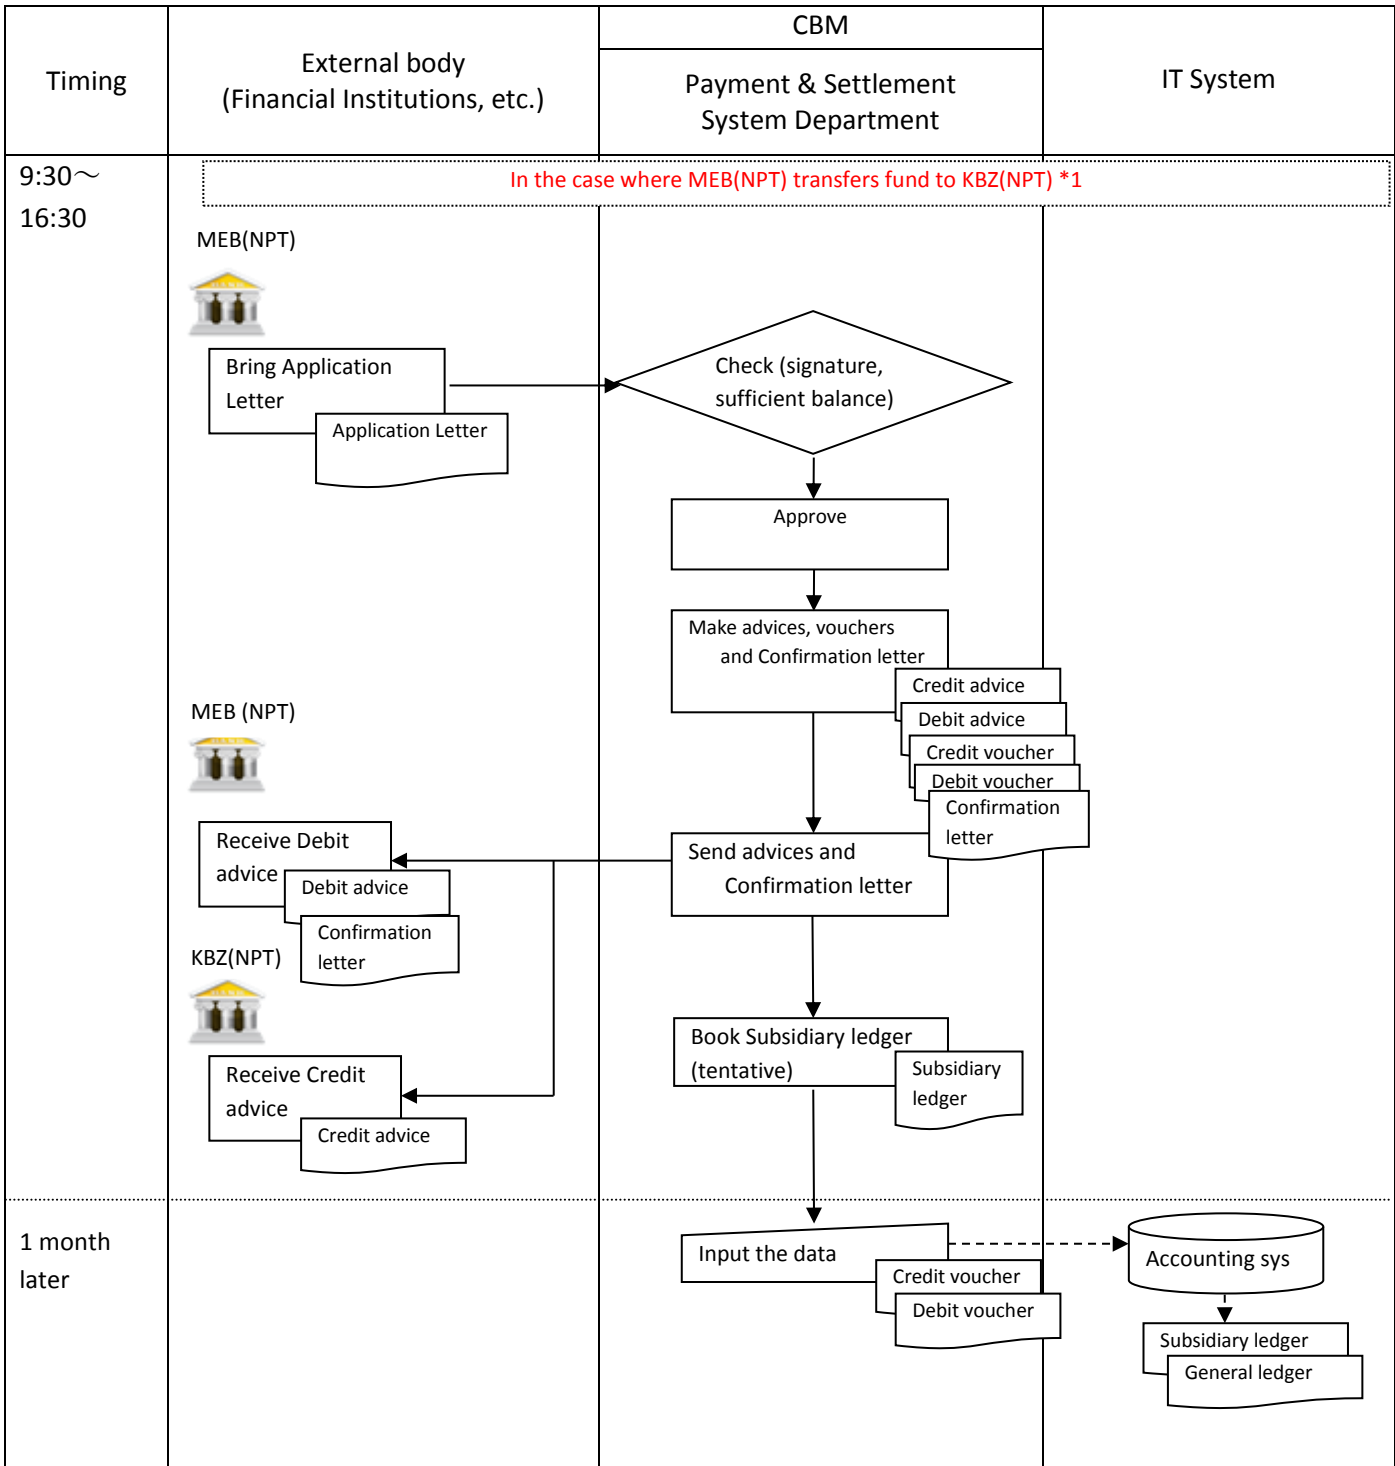 Timing
External body
(Financial Institutions, etc.)
CBM
Payment & Settlement
System Department
IT System
9:30～
16:30
In the case where MEB(NPT) transfers fund to KBZ(NPT) *1
MEB(NPT)
Bring Application
Letter
Application Letter
Check (signature,
sufficient balance)
Approve
Make advices, vouchers
and Confirmation letter
Credit advice
Debit advice
Credit voucher
Debit voucher
Confirmation
letter
MEB (NPT)
Receive Debit
advice
Debit advice
Confirmation
letter
Send advices and
Confirmation letter
KBZ(NPT)
Receive Credit
advice
Credit advice
Book Subsidiary ledger
(tentative)
Subsidiary
ledger
1 month
later
Input the data
Credit voucher
Debit voucher
Accounting sys
Subsidiary ledger
General ledger